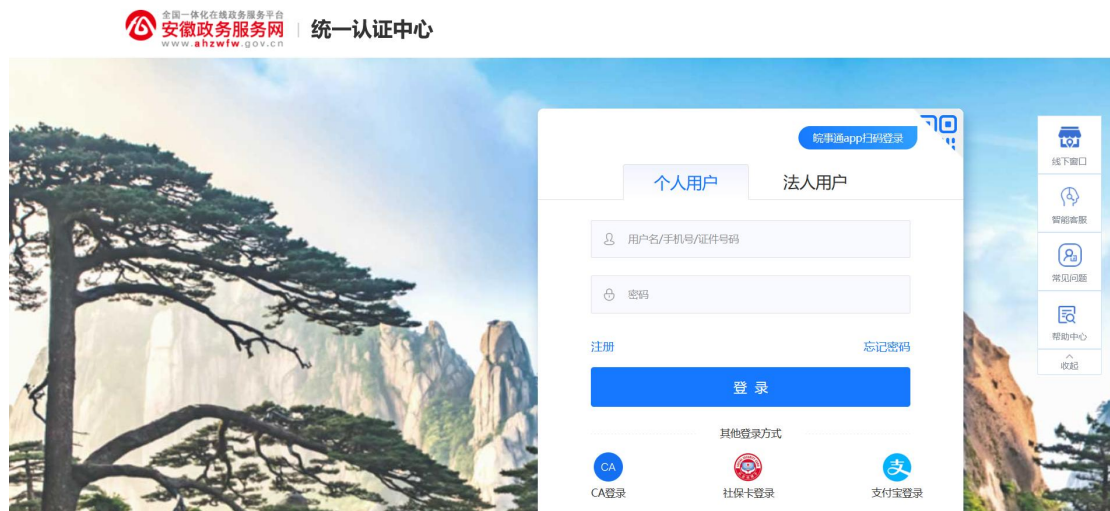 全国一体化在线政务服务平台
安徽政务服务网
www.ahzwfw.gov.cn
统一认证中心
皖事通app扫码登录
个人用户
法人用户
用户名/手机号/证件号码
密码
注册
忘记密码
登录
其他登录方式
CA
CA登录
社保卡登录
支
支付宝登录
线下窗口
智能客服
常见问题
帮助中心
收起